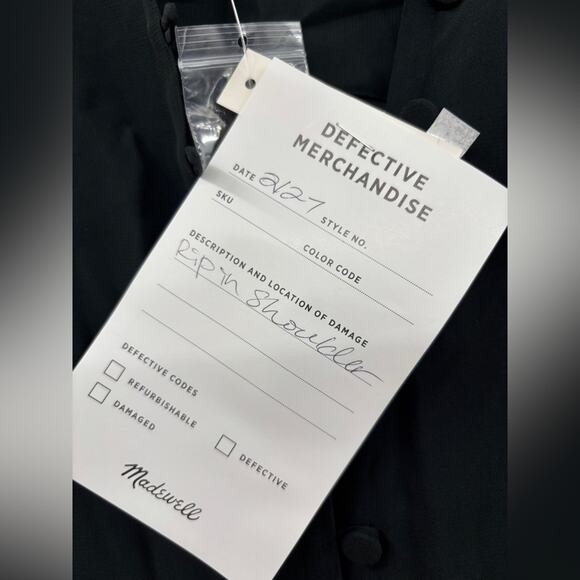 DEFECTIVE
MERCHANDISE
DATE 2/27 STYLE NO.
SKU COLOR CODE
DESCRIPTION AND LOCATION OF DAMAGE
Rip in Shoulder
DEFECTIVE CODES
REFURBISHABLE
DAMAGED
DEFECTIVE
Madewell